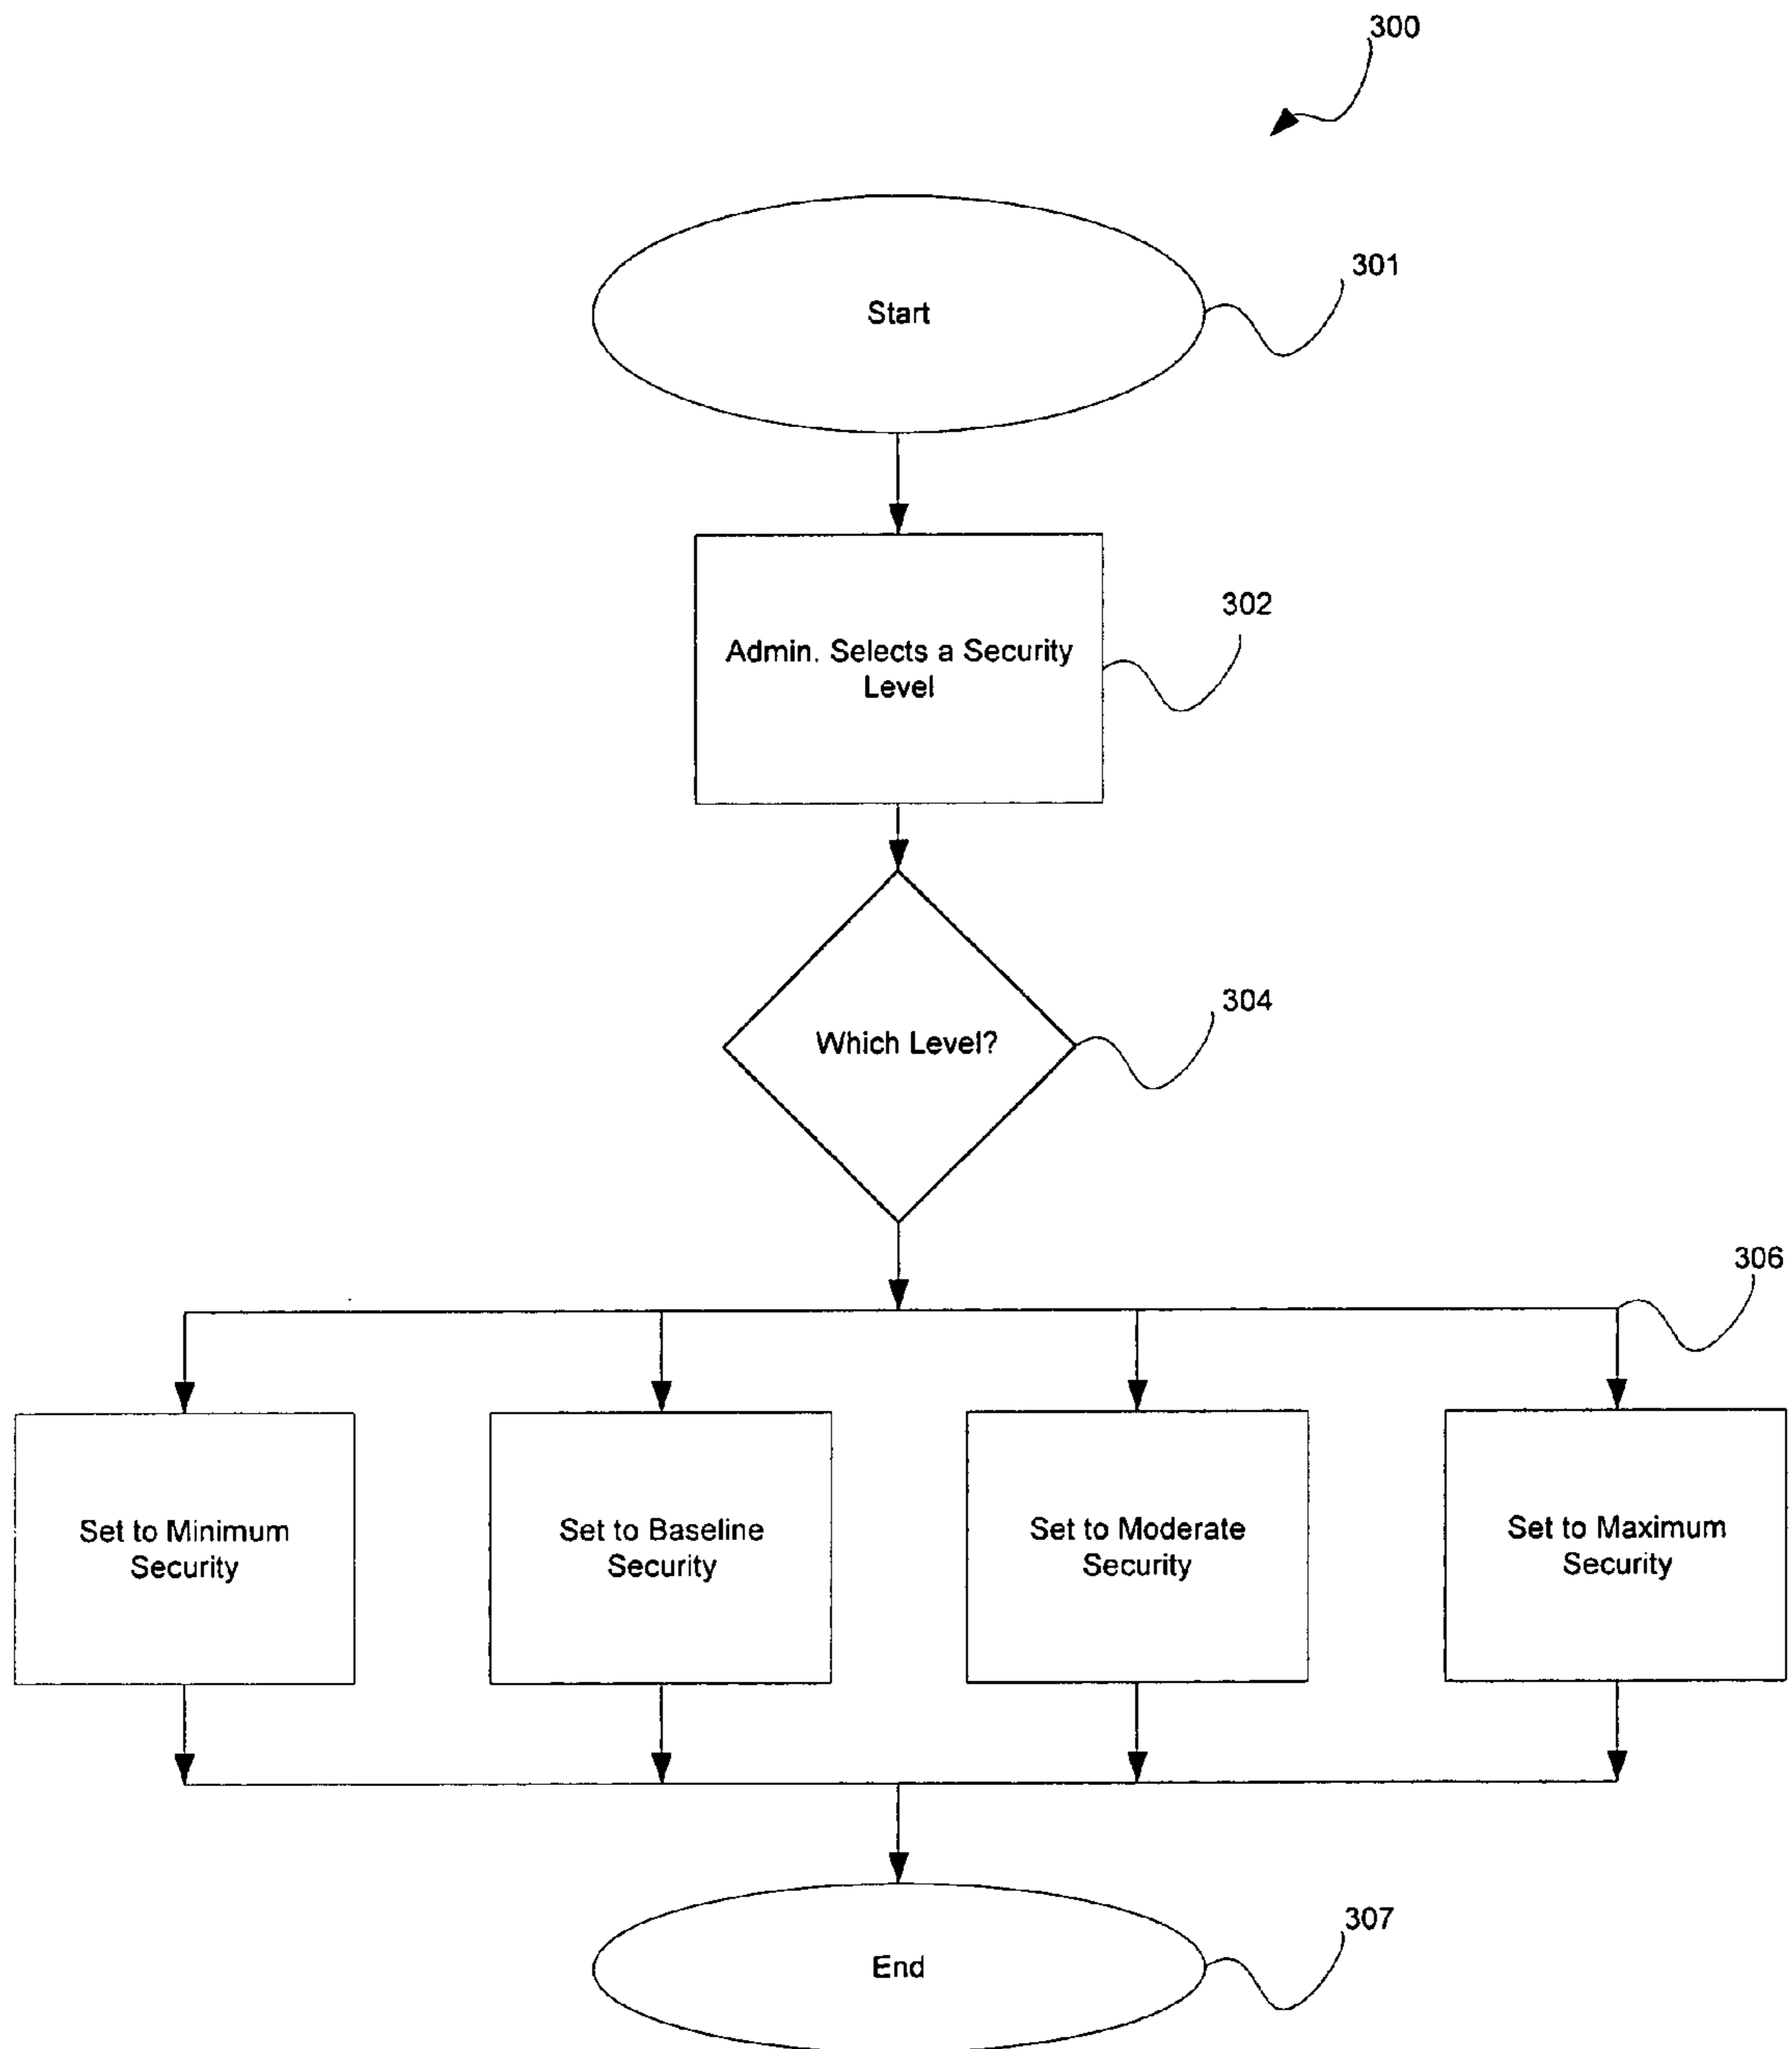 300
Start
301
Admin. Selects a Security
Level
302
Which Level?
304
306
Set to Minimum
Security
Set to Baseline
Security
Set to Moderate
Security
Set to Maximum
Security
End
307